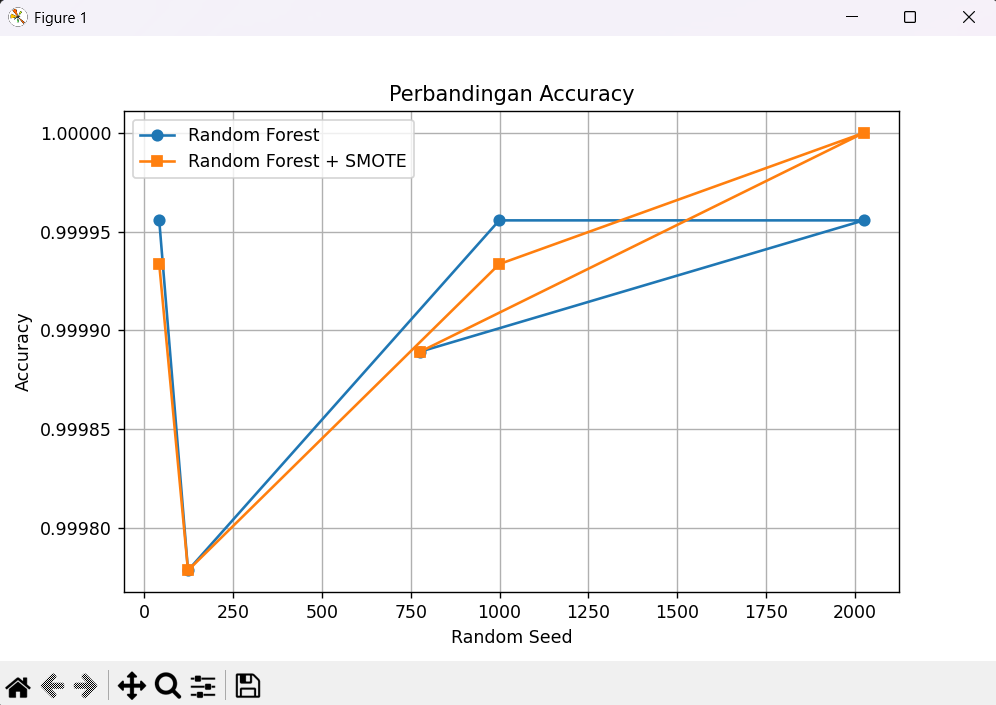 Figure 1
Perbandingan Accuracy
Random Forest
Random Forest + SMOTE
1.00000
0.99995
0.99990
0.99985
0.99980
Accuracy
0 250 500 750 1000 1250 1500 1750 2000
Random Seed